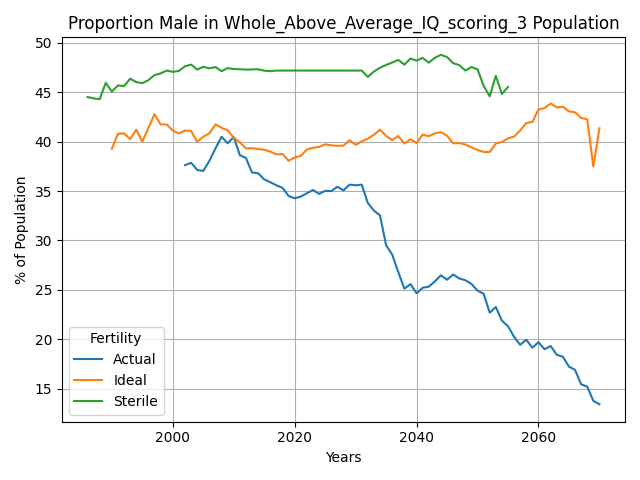 Proportion Male in Whole_Above_Average_IQ_scoring_3 Population
50
45
40
35
30
25
20
15
% of Population
Fertility
Actual
Ideal
Sterile
2000
2020
2040
2060
Years